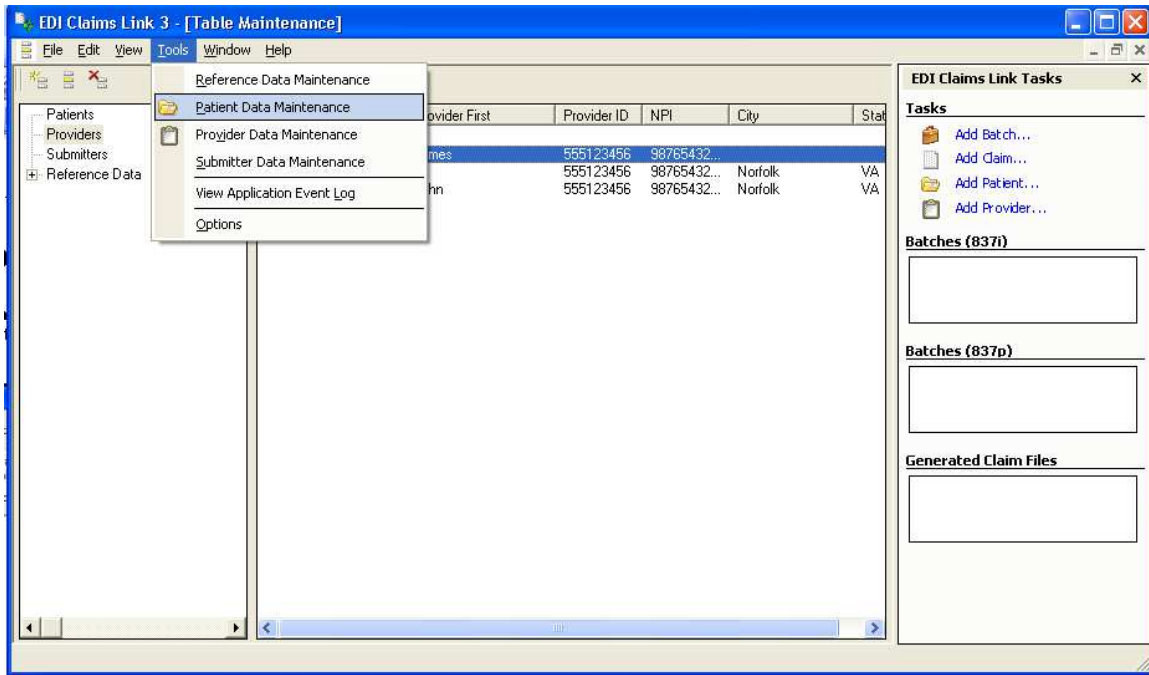 EDI Claims Link 3 - [Table Maintenance]
File Edit View Tools Window Help
Reference Data Maintenance
Patient Data Maintenance
Provider Data Maintenance
Submitter Data Maintenance
View Application Event Log
Options
Patients
Providers
Submitters
Reference Data
ovider First Provider ID NPI City Stat
mes 555123456 98765432...
555123456 98765432... Norfolk VA
hn 555123456 98765432... Norfolk VA
EDI Claims Link Tasks
Tasks
Add Batch...
Add Claim...
Add Patient...
Add Provider...
Batches (837i)
Batches (837p)
Generated Claim Files